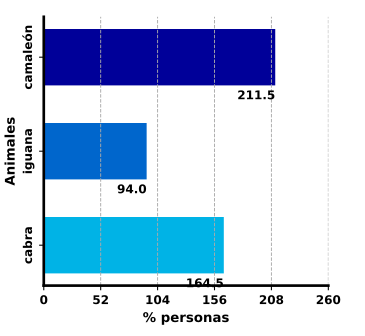 camaleón
211.5
Animales
iguana
94.0
cabra
164.5
0 52 104 156 208 260
% personas